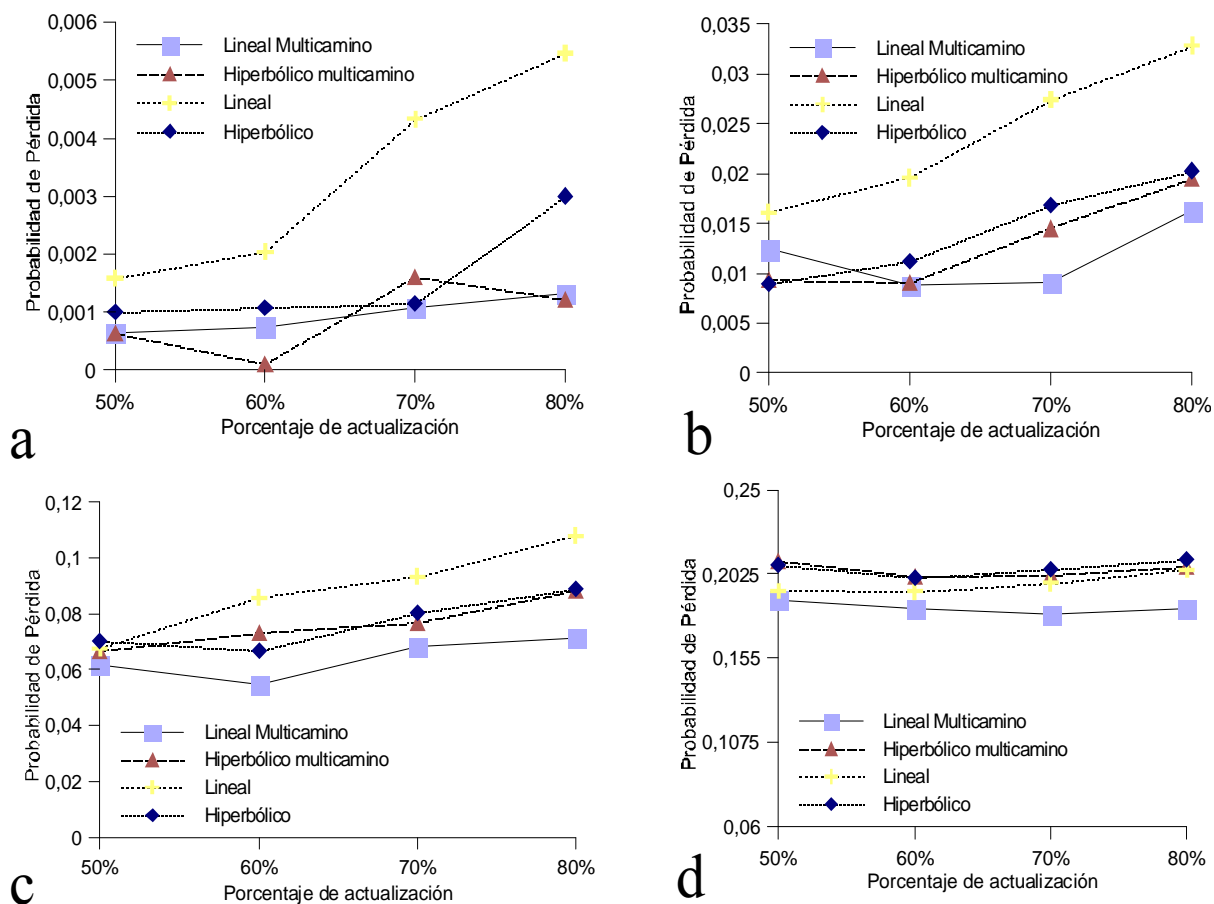 0,006
0,005
0,004
0,003
0,002
0,001
0
Probabilidad de Pérdida
Lineal Multicamino
Hiperbólico multicamino
Lineal
Hiperbólico
50% 60% 70% 80%
Porcentaje de actualización
a
0,035
0,03
0,025
0,02
0,015
0,01
0,005
0
Probabilidad de Pérdida
Lineal Multicamino
Hiperbólico multicamino
Lineal
Hiperbólico
50% 60% 70% 80%
Porcentaje de actualización
b
0,12
0,1
0,08
0,06
0,04
0,02
0
Probabilidad de Pérdida
Lineal Multicamino
Hiperbólico multicamino
Lineal
Hiperbólico
50% 60% 70% 80%
Porcentaje de actualización
c
0,25
0,2025
0,155
0,1075
0,06
Probabilidad de Pérdida
Lineal Multicamino
Hiperbólico multicamino
Lineal
Hiperbólico
50% 60% 70% 80%
Porcentaje de actualización
d